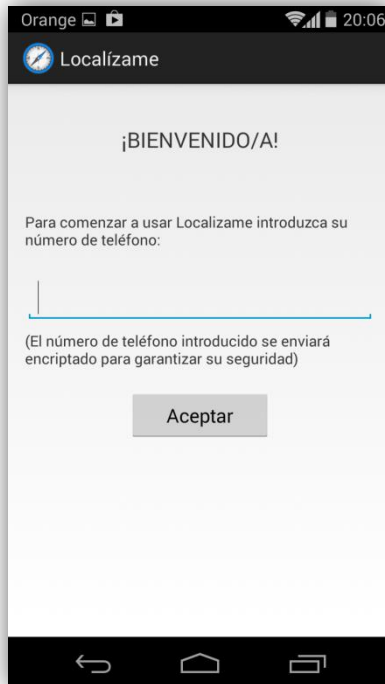 Orange 20:06
Localízame
¡BIENVENIDO/A!
Para comenzar a usar Localizame introduzca su
número de teléfono:
(El número de teléfono introducido se enviará
encriptado para garantizar su seguridad)
Aceptar